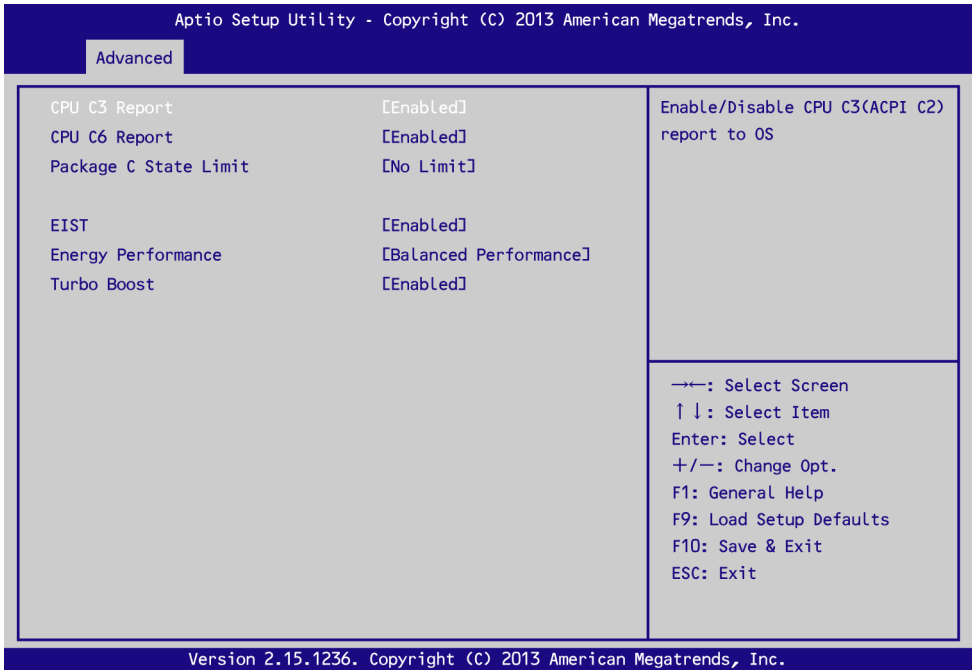 Aptio Setup Utility - Copyright (C) 2013 American Megatrends, Inc.
Advanced
CPU C3 Report [Enabled]
CPU C6 Report [Enabled]
Package C State Limit [No Limit]
EIST [Enabled]
Energy Performance [Balanced Performance]
Turbo Boost [Enabled]
Enable/Disable CPU C3(ACPI C2)
report to OS
→←: Select Screen
↑↓: Select Item
Enter: Select
+/-: Change Opt.
F1: General Help
F9: Load Setup Defaults
F10: Save & Exit
ESC: Exit
Version 2.15.1236. Copyright (C) 2013 American Megatrends, Inc.